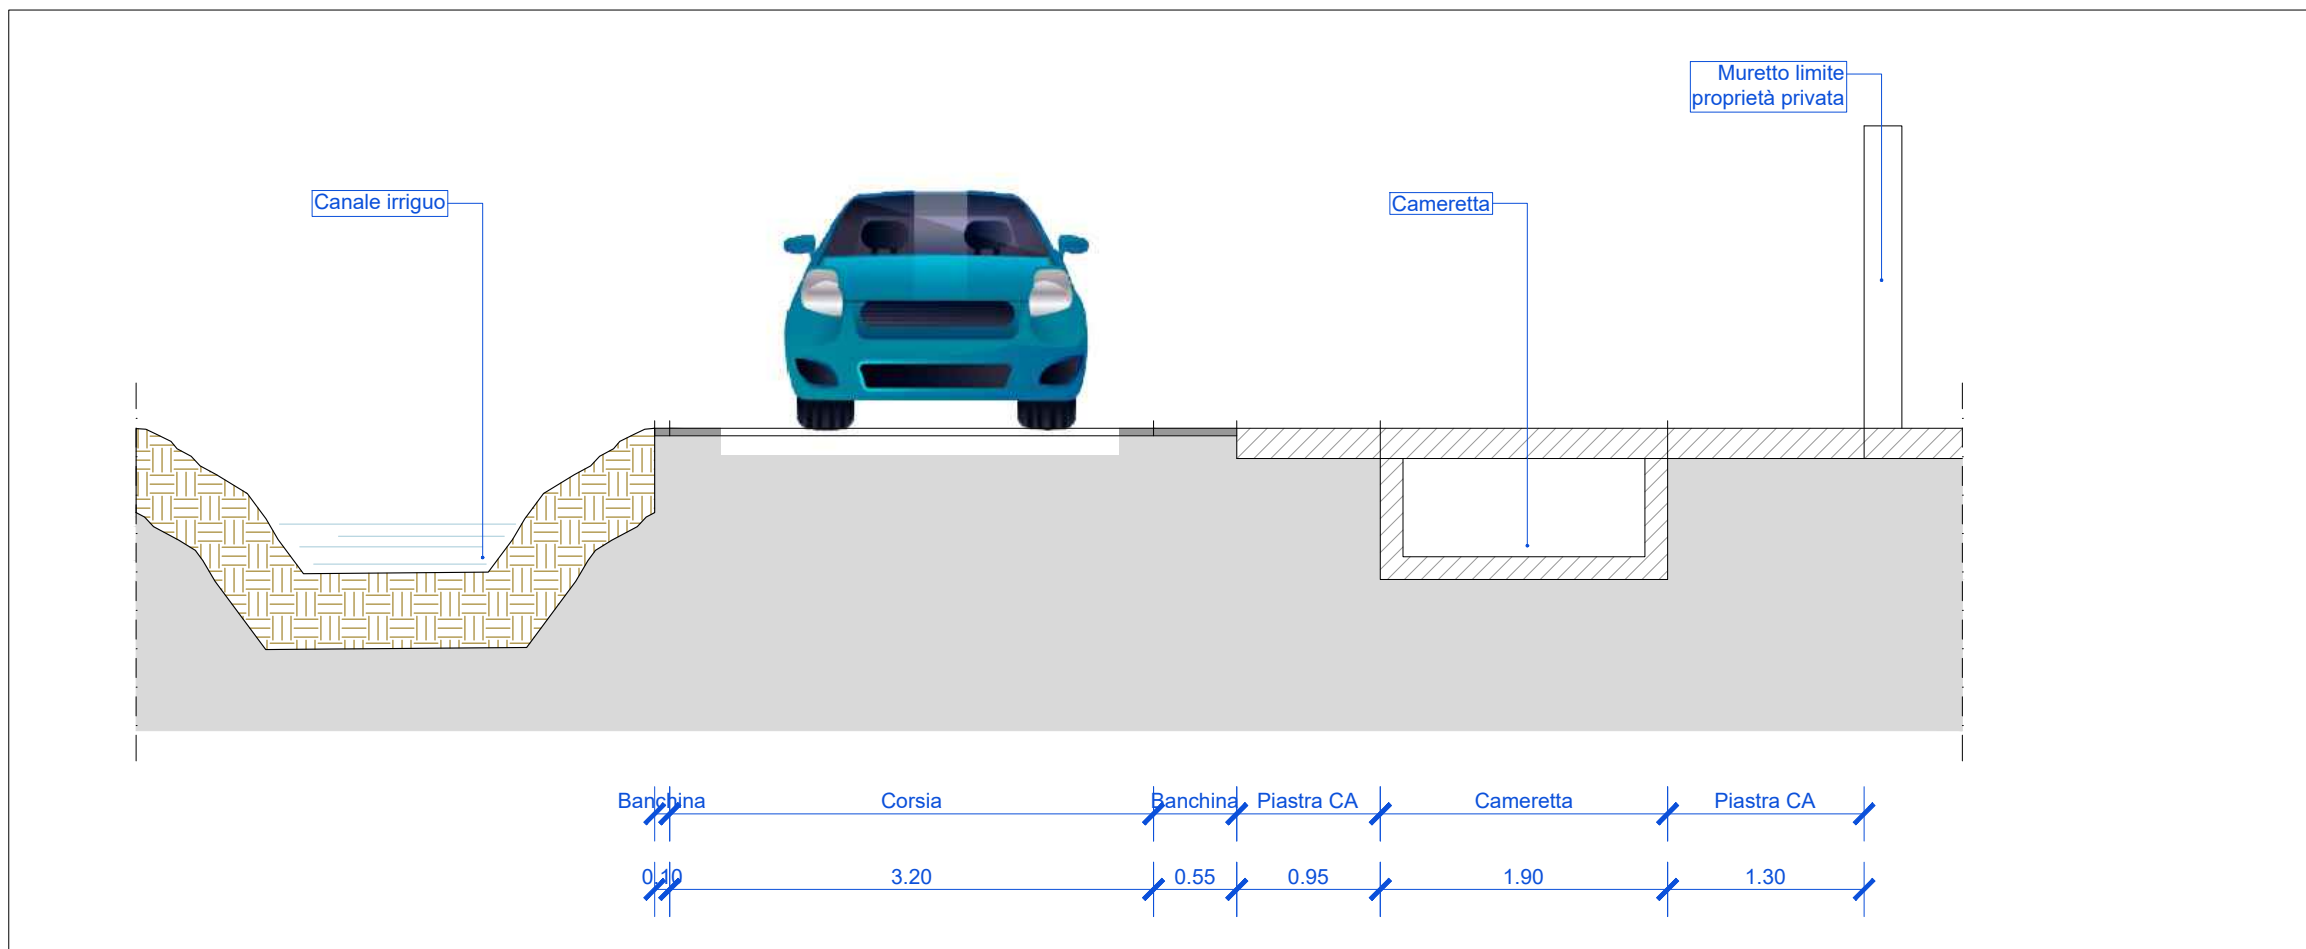 Muretto limite
proprietà privata
Canale irriguo
Cameretta
Banchina Corsia Banchina Piastra CA Cameretta Piastra CA
0.10 3.20 0.55 0.95 1.90 1.30